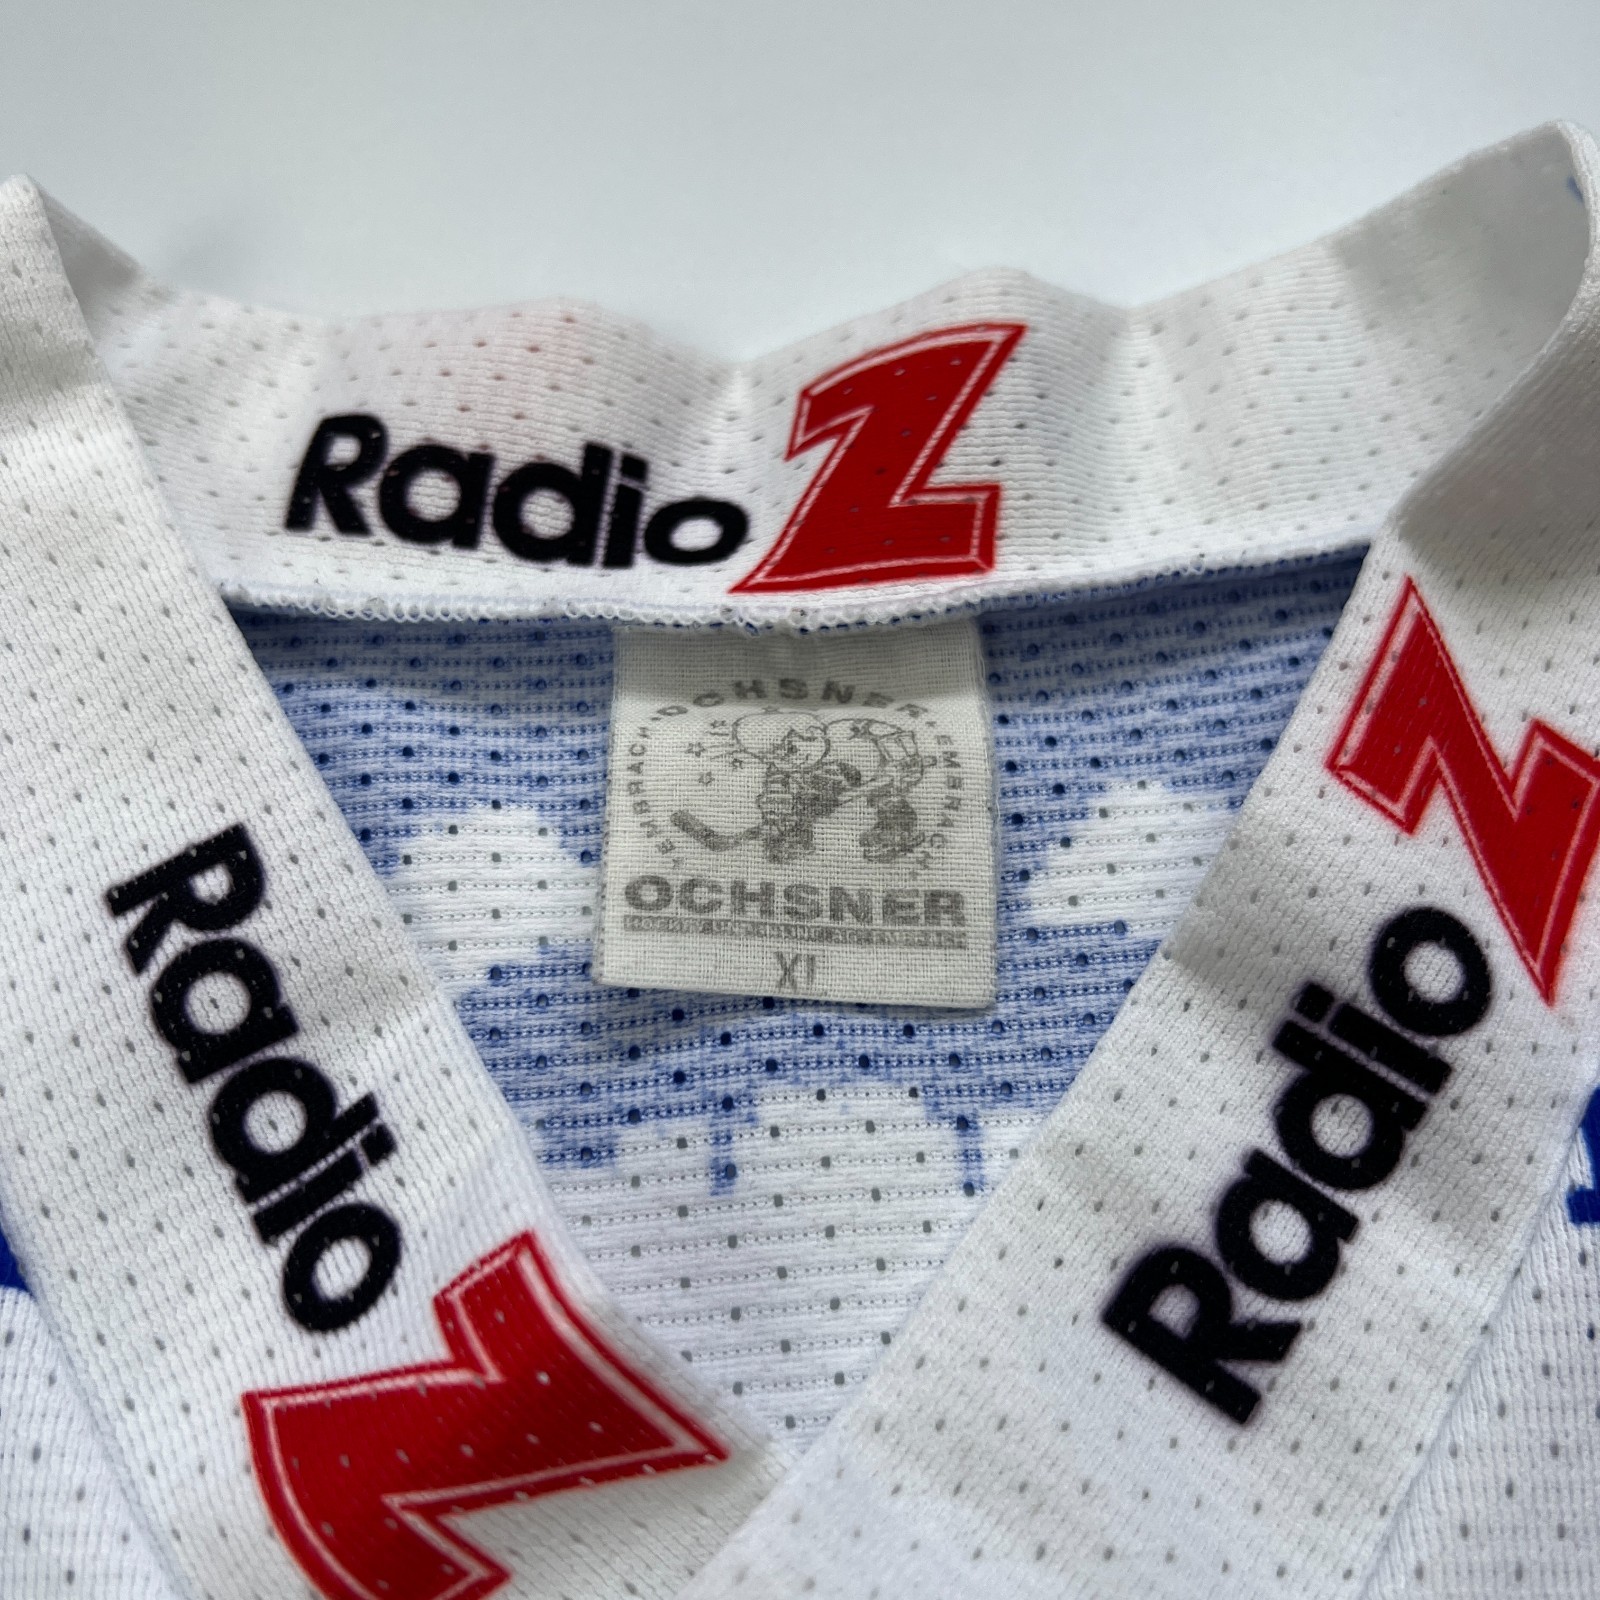 Radio Z
OCHSNER
EMBRACH
EMBRACH
OCHSNER
XL
Radio Z
Radio Z